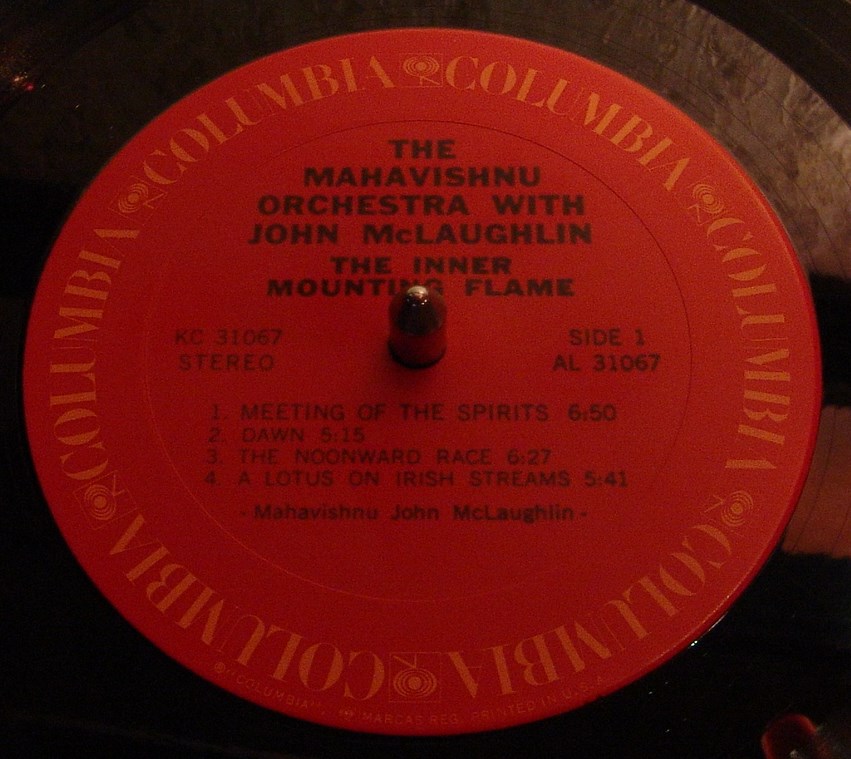 COLUMBIA COLUMBIA COLUMBIA COLUMBIA COLUMBIA COLUMBIA
THE
MAHAVISHNU
ORCHESTRA WITH
JOHN McLAUGHLIN
THE INNER
MOUNTING FLAME
KC 31067
STEREO
SIDE 1
AL 31067
1. MEETING OF THE SPIRITS 6:50
2. DAWN 5:15
3. THE NOONWARD RACE 6:27
4. A LOTUS ON IRISH STREAMS 5:41
- Mahavishnu John McLaughlin -
® "COLUMBIA" MARCAS REG. PRINTED IN U.S.A.